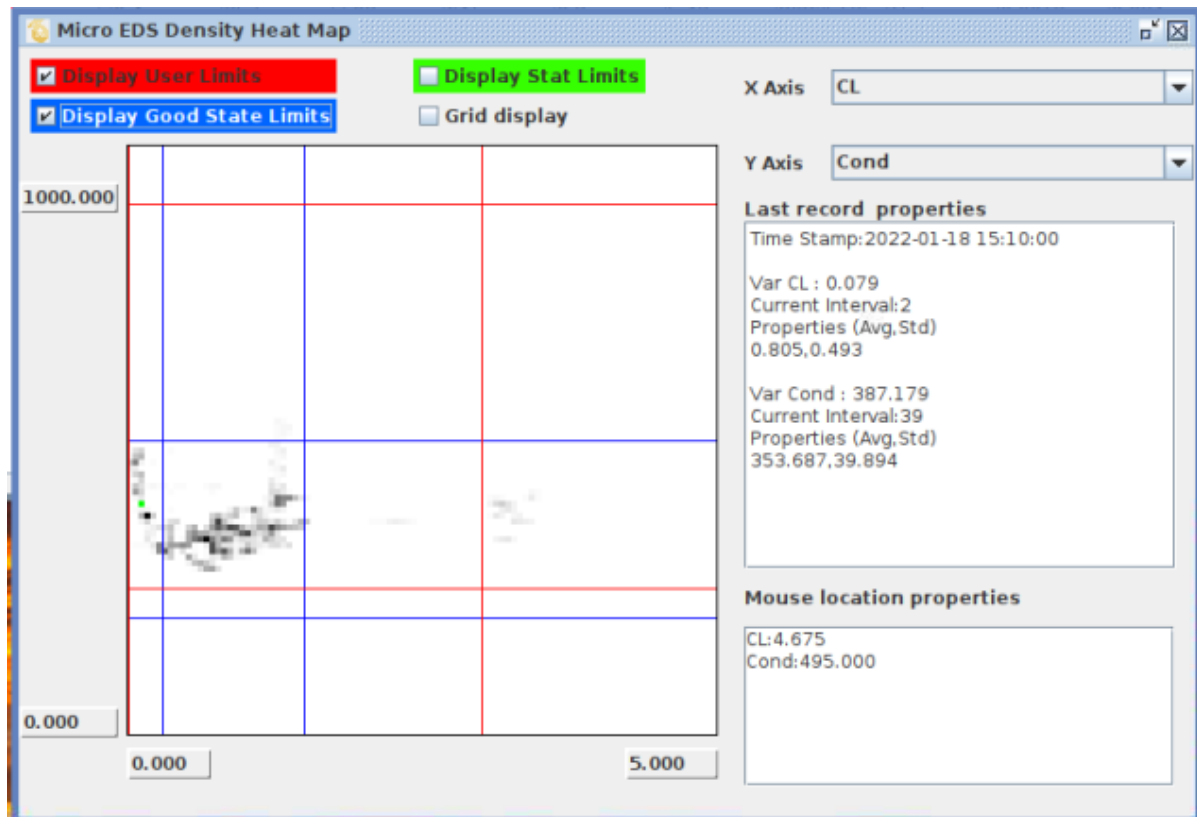 Micro EDS Density Heat Map
Display User Limits
Display Stat Limits
Display Good State Limits
Grid display
X Axis
CL
Y Axis
Cond
1000.000
0.000
0.000
5.000
Last record properties
Time Stamp:2022-01-18 15:10:00
Var CL : 0.079
Current Interval:2
Properties (Avg,Std)
0.805,0.493
Var Cond : 387.179
Current Interval:39
Properties (Avg,Std)
353.687,39.894
Mouse location properties
CL:4.675
Cond:495.000